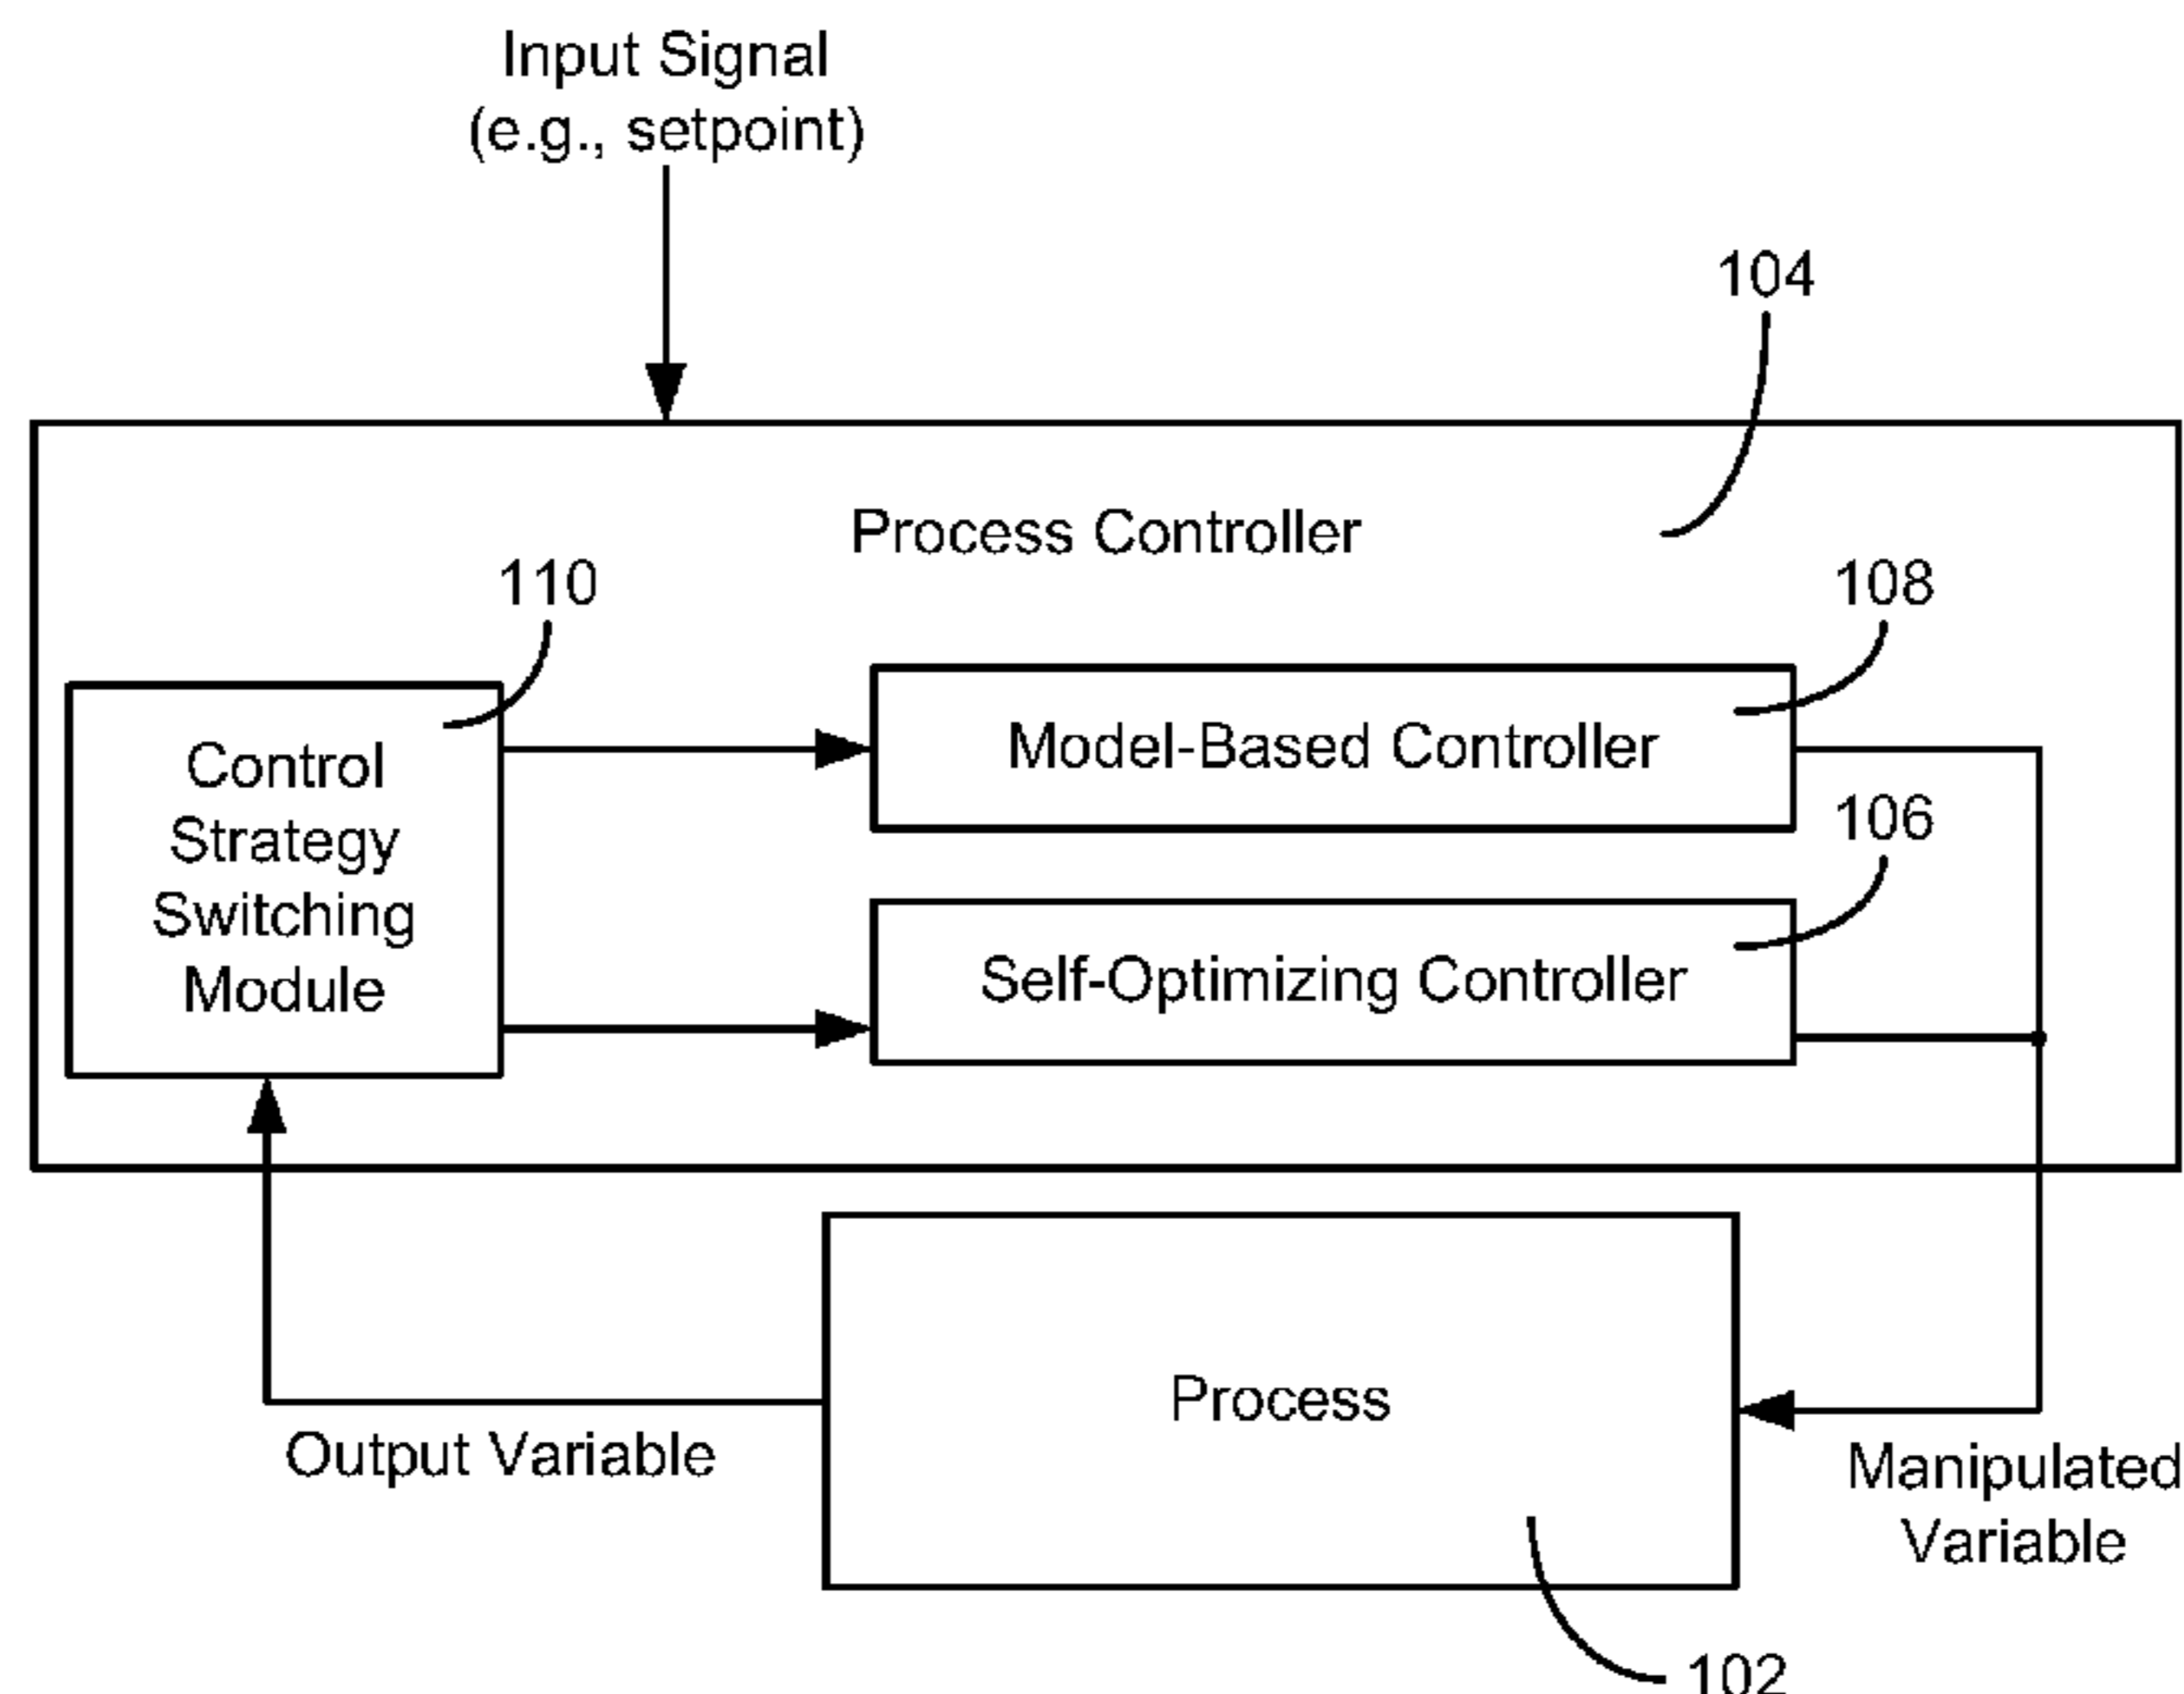 Input Signal
(e.g., setpoint)
104
Process Controller
110
108
Control
Strategy
Switching
Module
Model-Based Controller
106
Self-Optimizing Controller
Process
Output Variable
Manipulated
Variable
102